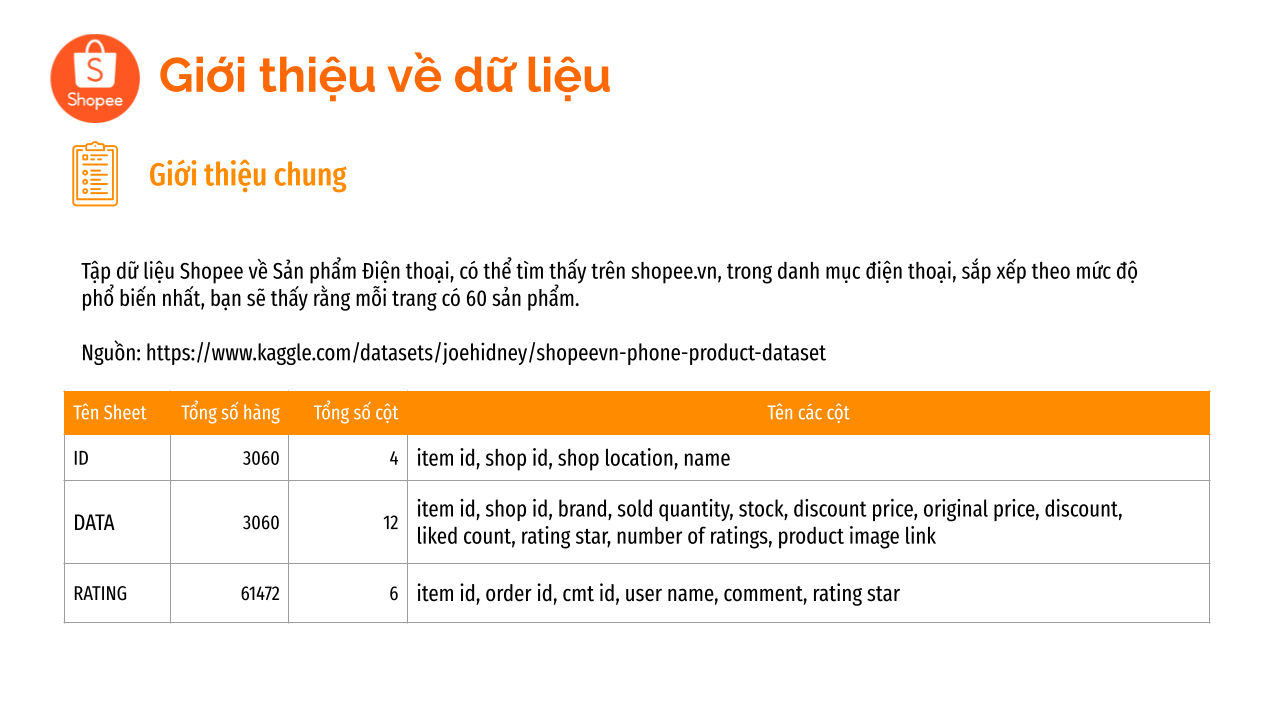 S
Shopee
Giới thiệu về dữ liệu
Giới thiệu chung
Tập dữ liệu Shopee về Sản phẩm Điện thoại, có thể tìm thấy trên shopee.vn, trong danh mục điện thoại, sắp xếp theo mức độ
phổ biến nhất, bạn sẽ thấy rằng mỗi trang có 60 sản phẩm.
Nguồn: https://www.kaggle.com/datasets/joehidney/shopeevn-phone-product-dataset
Tên Sheet Tổng số hàng Tổng số cột Tên các cột
ID 3060 4 item id, shop id, shop location, name
DATA 3060 12 item id, shop id, brand, sold quantity, stock, discount price, original price, discount,
liked count, rating star, number of ratings, product image link
RATING 61472 6 item id, order id, cmt id, user name, comment, rating star